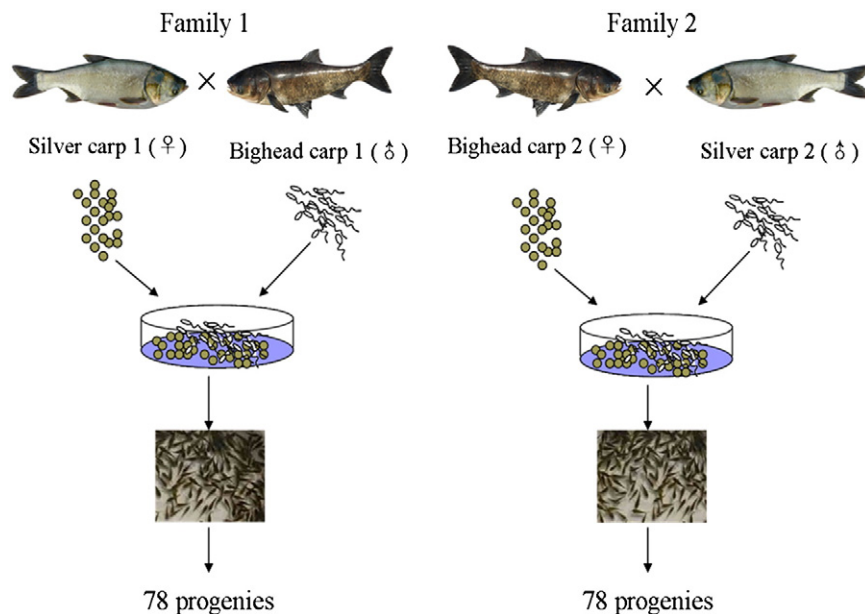 Family 1
Family 2
×
×
Silver carp 1 (♀)
Bighead carp 1 (♂)
Bighead carp 2 (♀)
Silver carp 2 (♂)
78 progenies
78 progenies